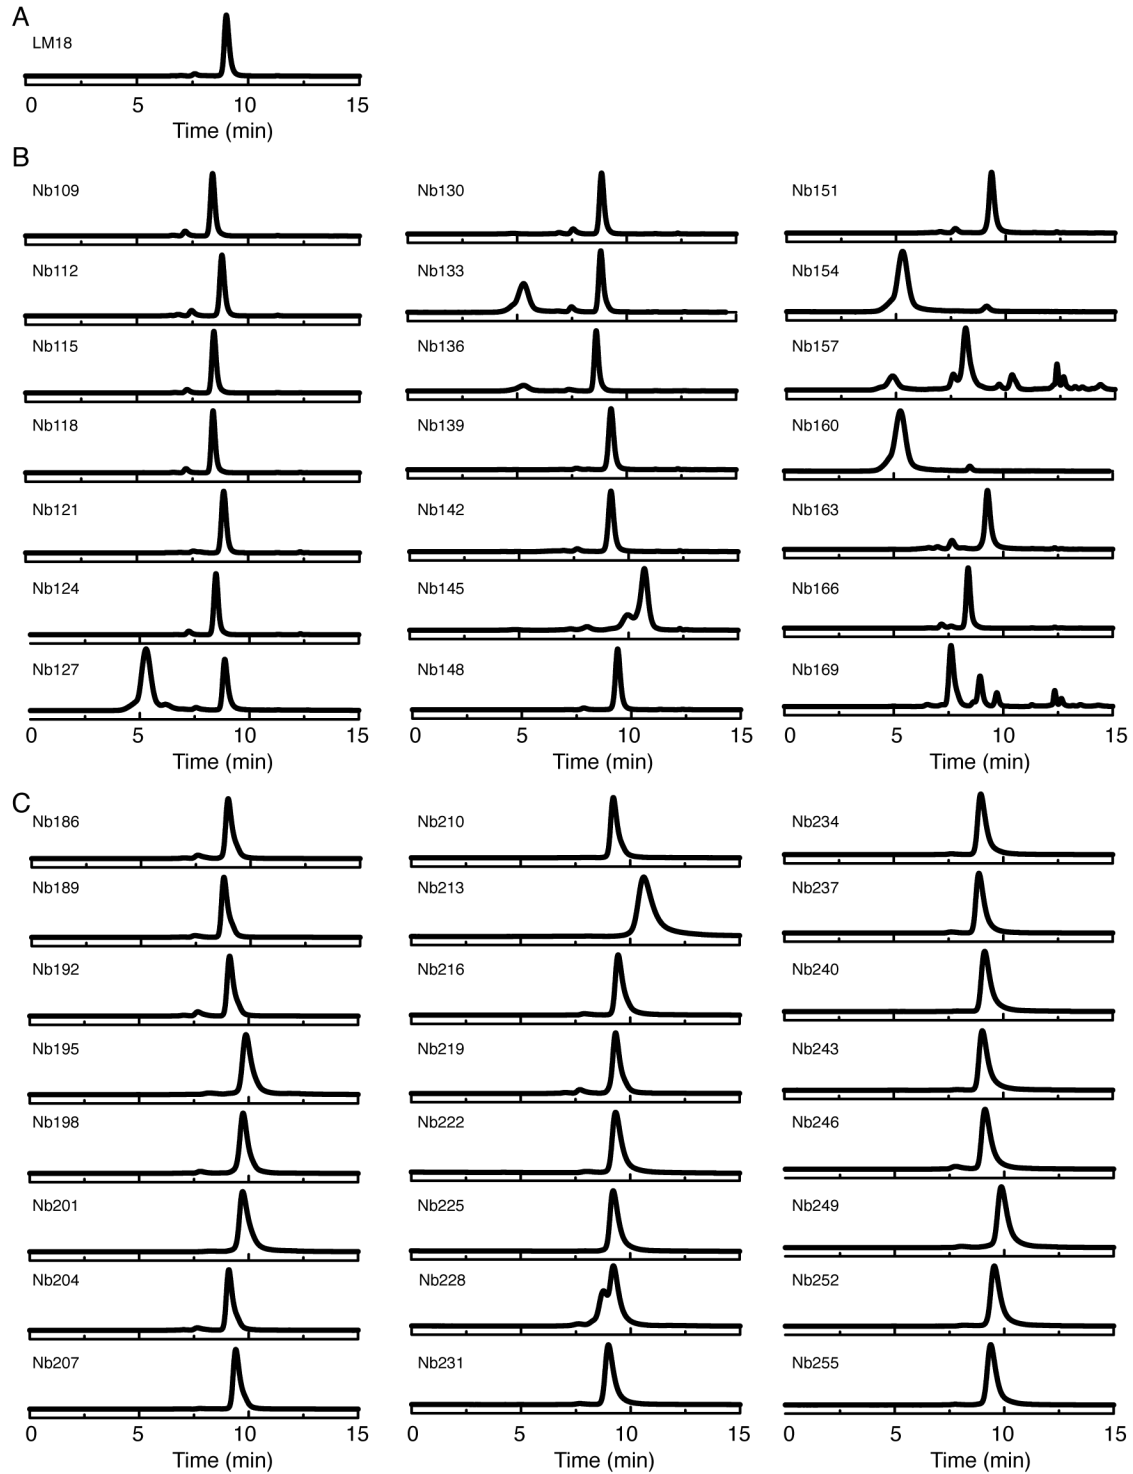 A
LM18
0 5 10 15
Time (min)
B
Nb109 Nb130 Nb151
Nb112 Nb133 Nb154
Nb115 Nb136 Nb157
Nb118 Nb139 Nb160
Nb121 Nb142 Nb163
Nb124 Nb145 Nb166
Nb127 Nb148 Nb169
0 5 10 15 0 5 10 15 0 5 10 15
Time (min) Time (min) Time (min)
C
Nb186 Nb210 Nb234
Nb189 Nb213 Nb237
Nb192 Nb216 Nb240
Nb195 Nb219 Nb243
Nb198 Nb222 Nb246
Nb201 Nb225 Nb249
Nb204 Nb228 Nb252
Nb207 Nb231 Nb255
0 5 10 15 0 5 10 15 0 5 10 15
Time (min) Time (min) Time (min)